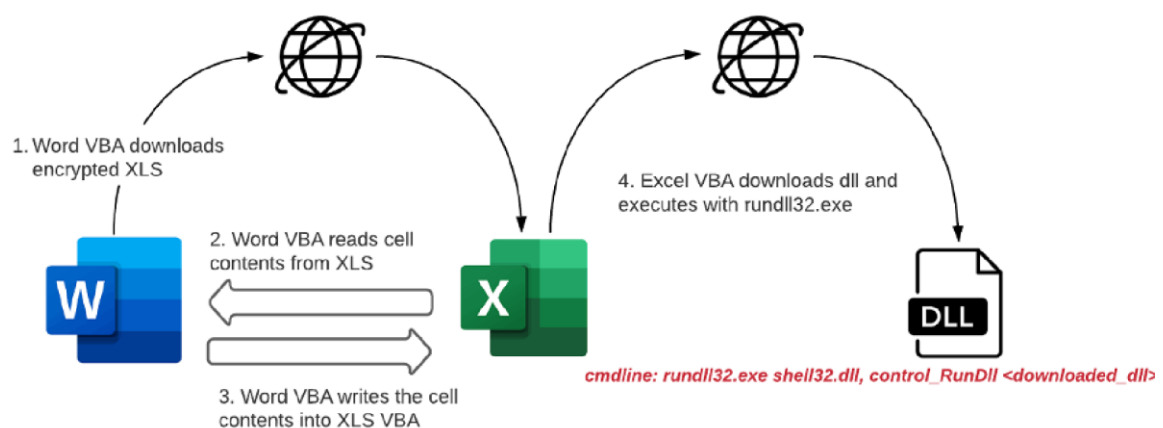 1. Word VBA downloads
encrypted XLS
2. Word VBA reads cell
contents from XLS
4. Excel VBA downloads dll and
executes with rundll32.exe
W
X
DLL
3. Word VBA writes the cell
contents into XLS VBA
cmdline: rundll32.exe shell32.dll, control_RunDll <downloaded_dll>